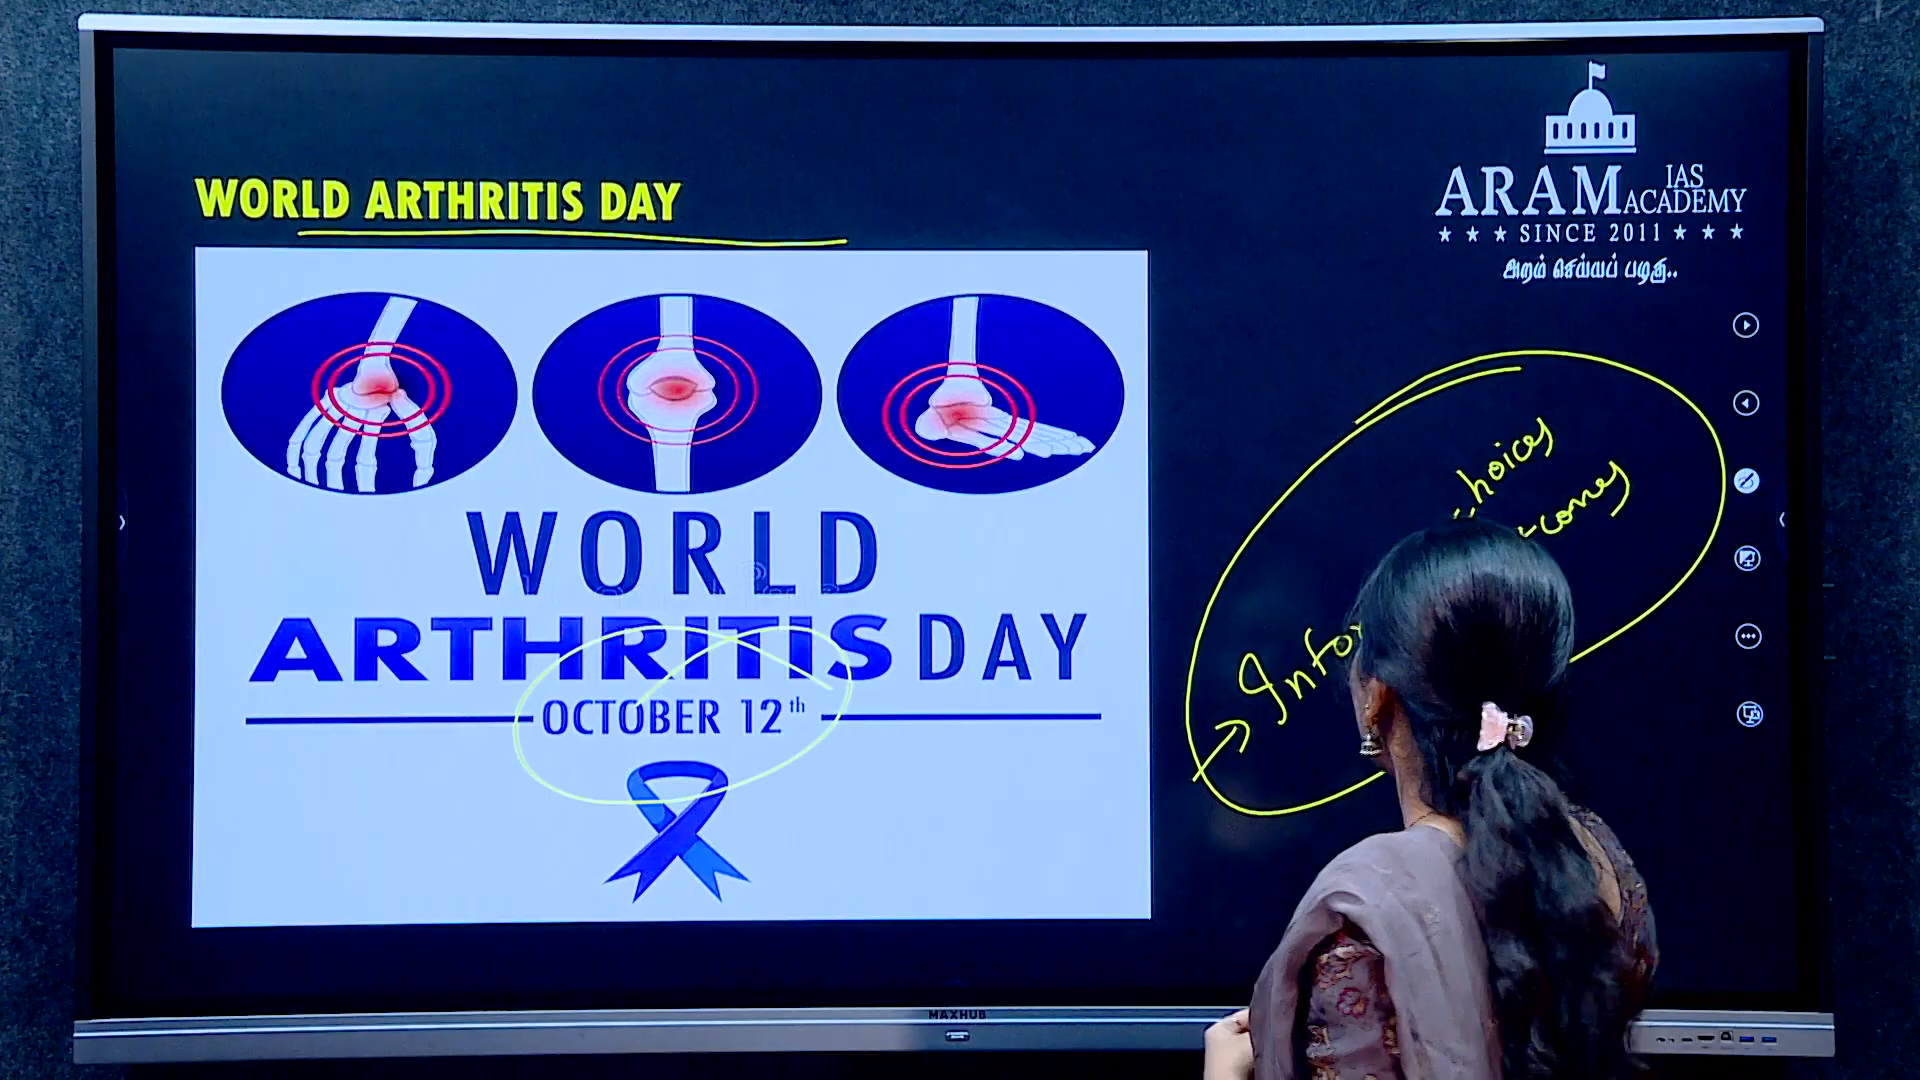 WORLD ARTHRITIS DAY
ARAM IAS ACADEMY
★ ★ ★ SINCE 2011 ★ ★ ★
அறம் செய்யப் பழகு..
WORLD
ARTHRITIS DAY
OCTOBER 12th
MAXHUB